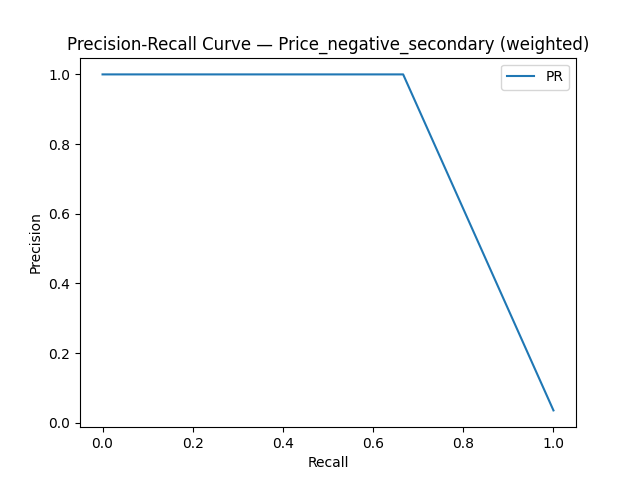 Precision-Recall Curve — Price_negative_secondary (weighted)
PR
1.0
0.8
0.6
0.4
0.2
0.0
Precision
0.0 0.2 0.4 0.6 0.8 1.0
Recall